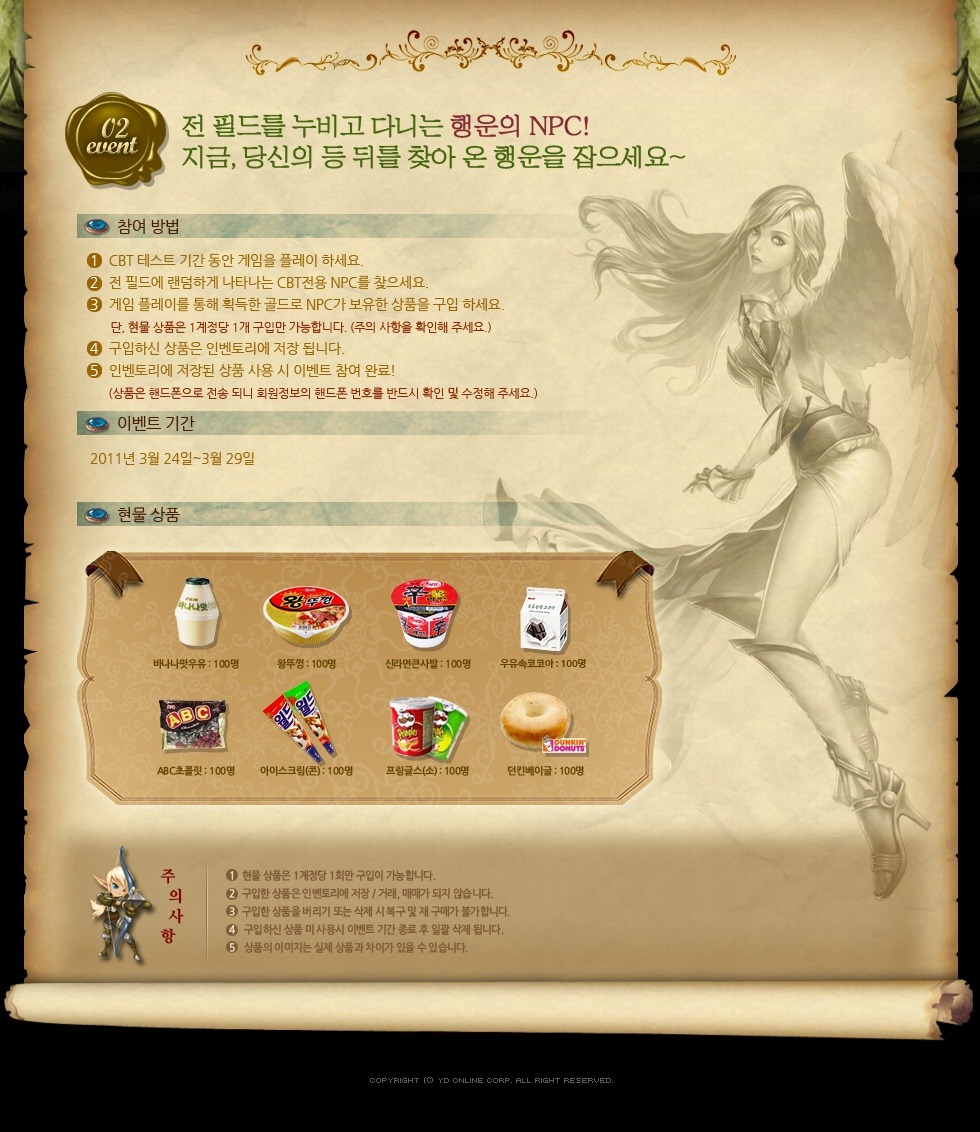 02
event
전 필드를 누비고 다니는 행운의 NPC!
지금, 당신의 등 뒤를 찾아 온 행운을 잡으세요~
참여 방법
1 CBT 테스트 기간 동안 게임을 플레이 하세요.
2 전 필드에 랜덤하게 나타나는 CBT전용 NPC를 찾으세요.
3 게임 플레이를 통해 획득한 골드로 NPC가 보유한 상품을 구입 하세요.
단, 현물 상품은 1계정당 1개 구입만 가능합니다. (주의 사항을 확인해 주세요.)
4 구입하신 상품은 인벤토리에 저장 됩니다.
5 인벤토리에 저장된 상품 사용 시 이벤트 참여 완료!
(상품은 핸드폰으로 전송 되니 회원정보의 핸드폰 번호를 반드시 확인 및 수정해 주세요.)
이벤트 기간
2011년 3월 24일~3월 29일
현물 상품
바나나맛우유
왕뚜껑
辛
바나나맛우유 : 100명
왕뚜껑 : 100명
신라면큰사발 : 100명
우유속코코아 : 100명
ABC
월드
월드
Pringles
DUNKIN' DONUTS
ABC초콜릿 : 100명
아이스크림(콘) : 100명
프링글스(소) : 100명
던킨베이글 : 100명
주의사항
1 현물 상품은 1계정당 1회만 구입이 가능합니다.
2 구입한 상품은 인벤토리에 저장 / 거래, 매매가 되지 않습니다.
3 구입한 상품을 버리기 또는 삭제 시 복구 및 재 구매가 불가합니다.
4 구입하신 상품 미 사용시 이벤트 기간 종료 후 일괄 삭제 됩니다.
5 상품의 이미지는 실제 상품과 차이가 있을 수 있습니다.
COPYRIGHT (C) YD ONLINE CORP. ALL RIGHT RESERVED.